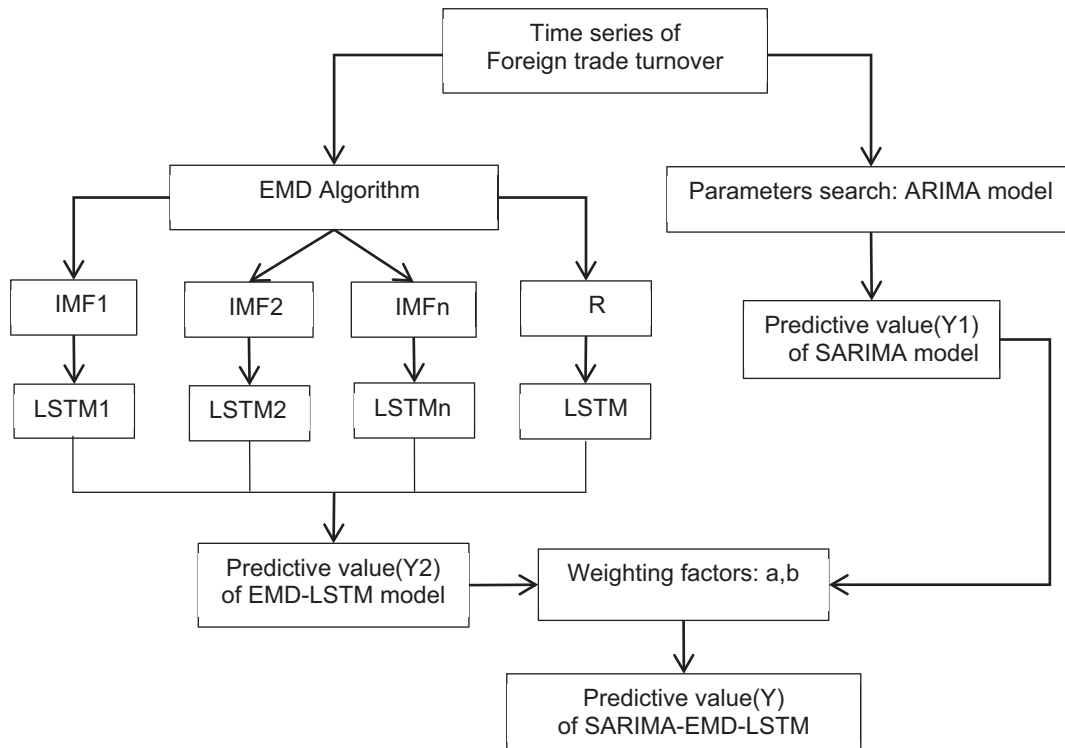 Time series of
Foreign trade turnover
EMD Algorithm
Parameters search: ARIMA model
IMF1
IMF2
IMFn
R
Predictive value(Y1)
of SARIMA model
LSTM1
LSTM2
LSTMn
LSTM
Predictive value(Y2)
of EMD-LSTM model
Weighting factors: a,b
Predictive value(Y)
of SARIMA-EMD-LSTM